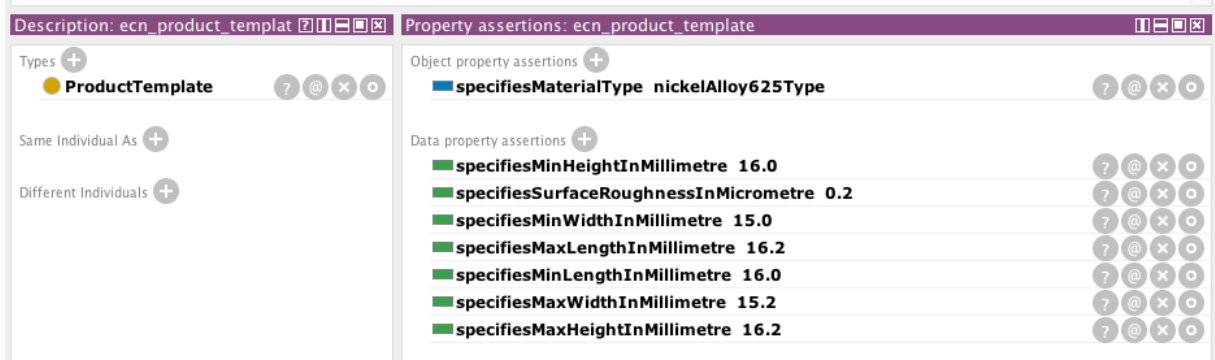 Description: ecn_product_templat
Types
ProductTemplate
Same Individual As
Different Individuals
Property assertions: ecn_product_template
Object property assertions
specifiesMaterialType nickelAlloy625Type
Data property assertions
specifiesMinHeightInMillimetre 16.0
specifiesSurfaceRoughnessInMicrometre 0.2
specifiesMinWidthInMillimetre 15.0
specifiesMaxLengthInMillimetre 16.2
specifiesMinLengthInMillimetre 16.0
specifiesMaxWidthInMillimetre 15.2
specifiesMaxHeightInMillimetre 16.2